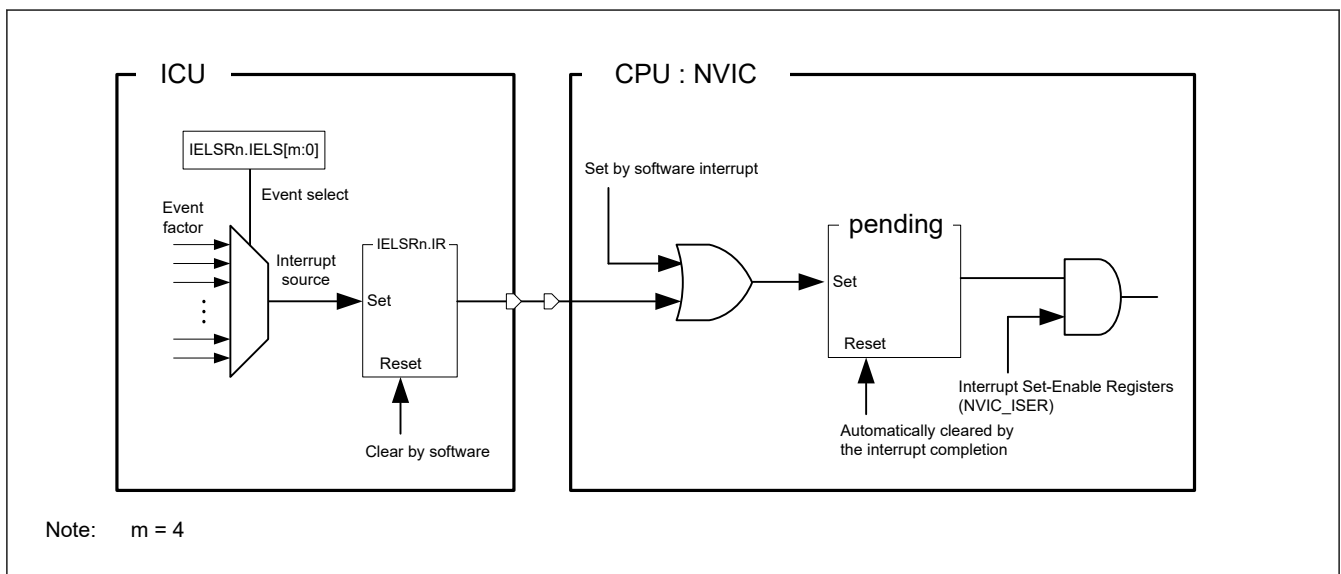 ICU
CPU : NVIC
IELSRn.IELS[m:0]
Event select
Event
factor
Interrupt
source
IELSRn.IR
Set
Reset
Clear by software
Set by software interrupt
pending
Set
Reset
Automatically cleared by
the interrupt completion
Interrupt Set-Enable Registers
(NVIC_ISER)
Note: m = 4